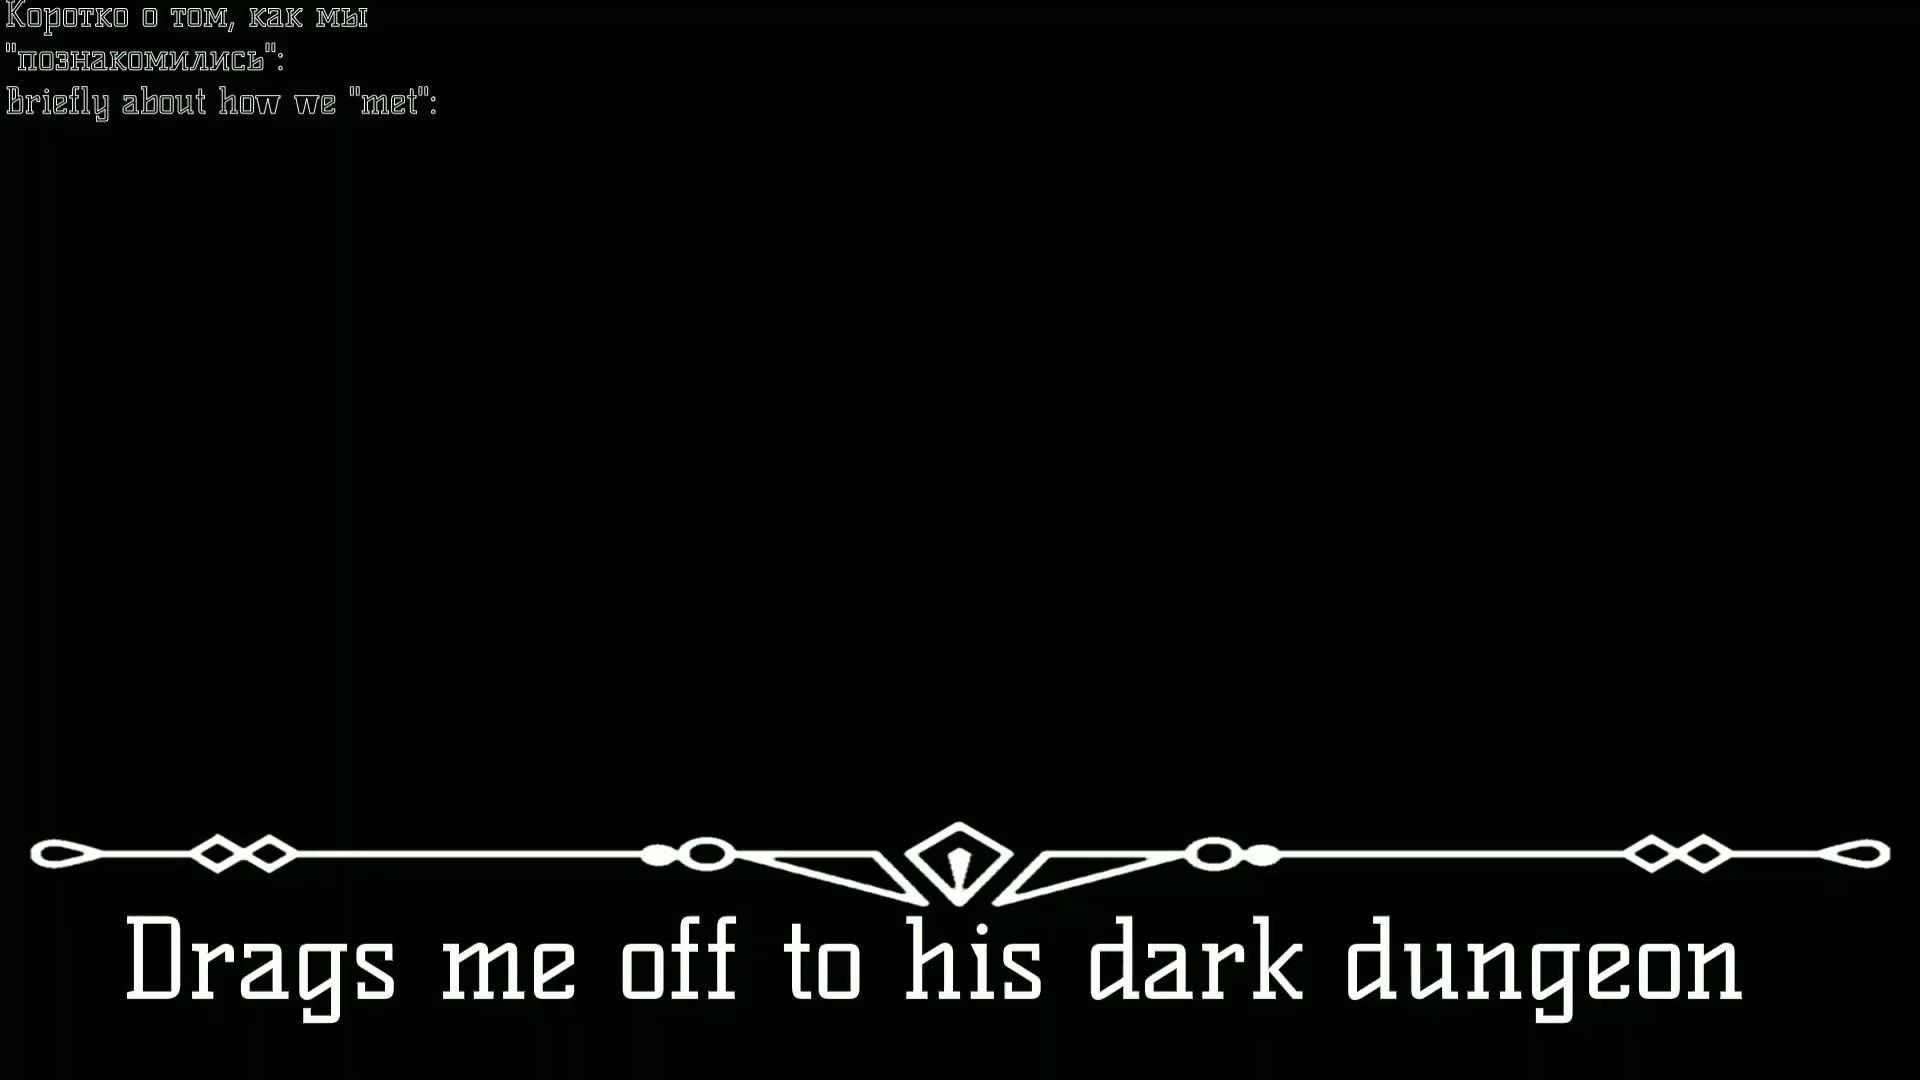 Коротко о том, как мы
"познакомились":
Briefly about how we "met":
Drags me off to his dark dungeon